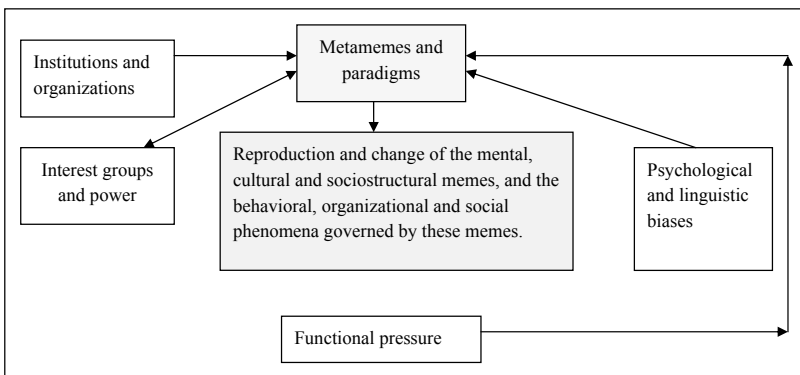 Institutions and
organizations
Metamemes and
paradigms
Interest groups
and power
Reproduction and change of the mental,
cultural and sociostructural memes, and the
behavioral, organizational and social
phenomena governed by these memes.
Psychological
and linguistic
biases
Functional pressure